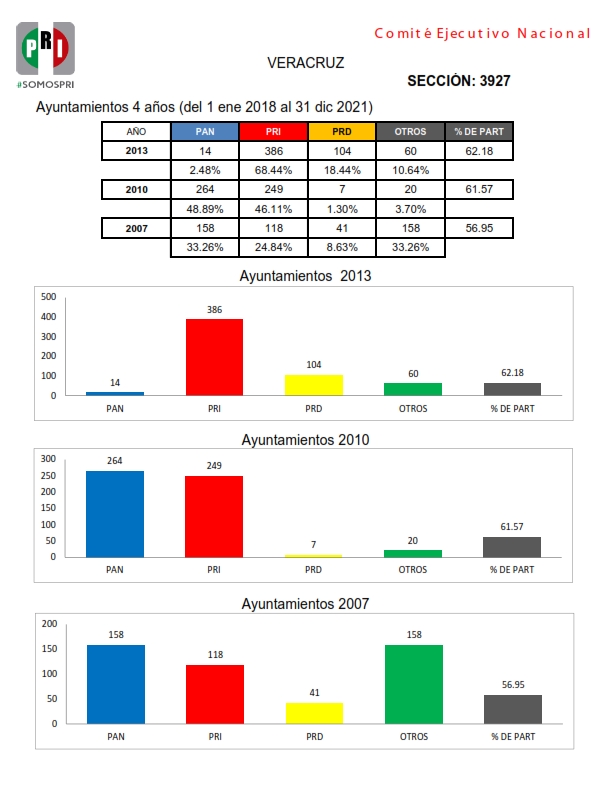 Comité Ejecutivo Nacional
PRI
#SOMOSPRI
VERACRUZ
SECCIÓN: 3927
Ayuntamientos 4 años (del 1 ene 2018 al 31 dic 2021)
AÑO PAN PRI PRD OTROS % DE PART
2013 14 386 104 60 62.18
2.48% 68.44% 18.44% 10.64%
2010 264 249 7 20 61.57
48.89% 46.11% 1.30% 3.70%
2007 158 118 41 158 56.95
33.26% 24.84% 8.63% 33.26%
Ayuntamientos 2013
500
400
300
200
100
0
14 386 104 60 62.18
PAN PRI PRD OTROS % DE PART
Ayuntamientos 2010
300
250
200
150
100
50
0
264 249 7 20 61.57
PAN PRI PRD OTROS % DE PART
Ayuntamientos 2007
200
150
100
50
0
158 118 41 158 56.95
PAN PRI PRD OTROS % DE PART